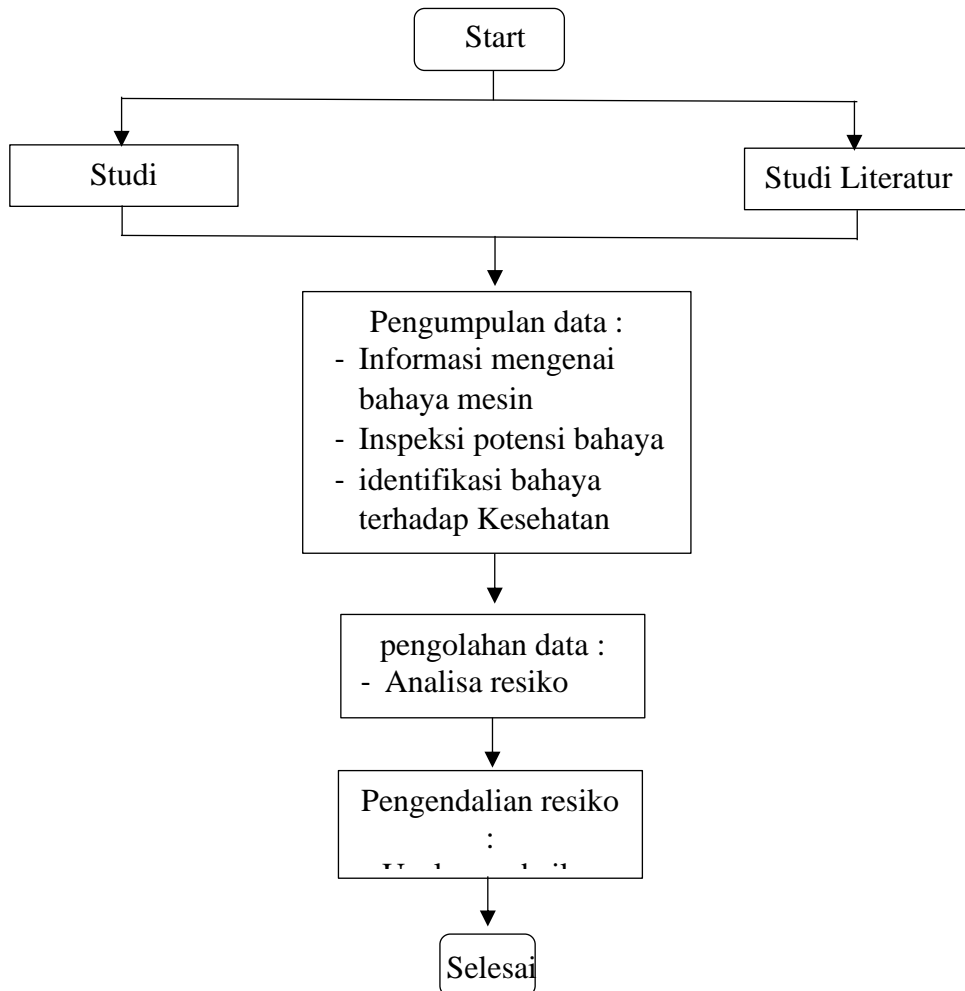 Start
Studi
Studi Literatur
Pengumpulan data :
- Informasi mengenai
bahaya mesin
- Inspeksi potensi bahaya
- identifikasi bahaya
terhadap Kesehatan
pengolahan data :
- Analisa resiko
Pengendalian resiko
:
Selesai